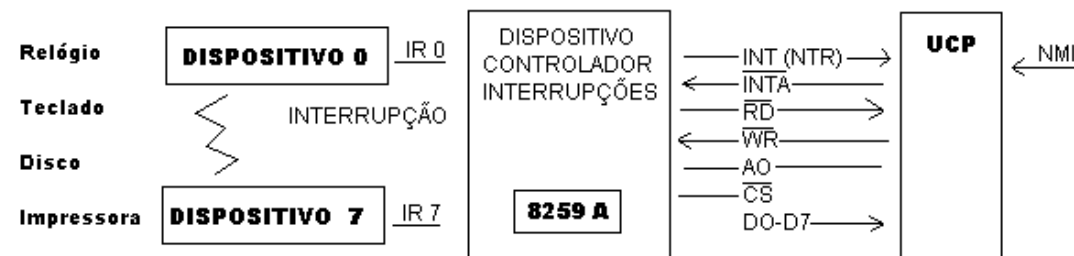 Relógio
Teclado
Disco
Impressora
DISPOSITIVO 0
IR 0
INTERRUPÇÃO
DISPOSITIVO 7
IR 7
DISPOSITIVO
CONTROLADOR
INTERRUPÇÕES
8259 A
INT (NTR)
INTA
RD
WR
AO
CS
DO-D7
UCP
NMI